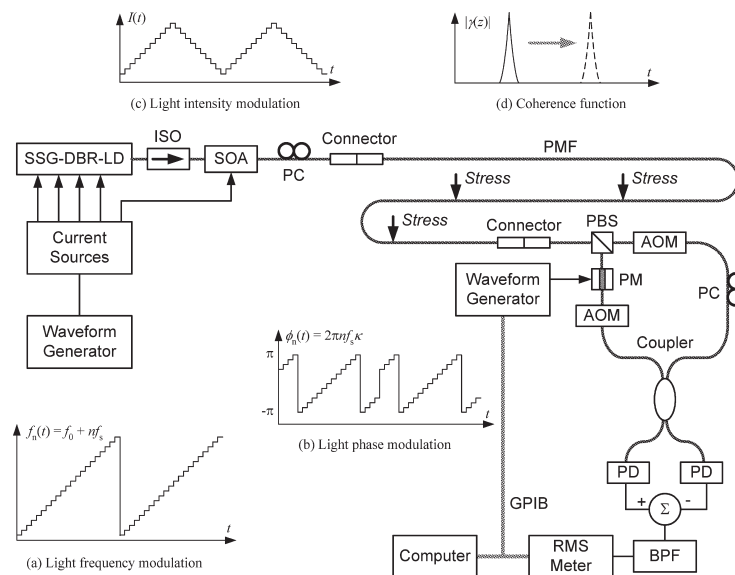 I(t)
t
(c) Light intensity modulation
|γ(z)|
t
(d) Coherence function
SSG-DBR-LD
ISO
SOA
PC
Connector
PMF
Stress
Stress
Stress
Connector
PBS
AOM
Current
Sources
Waveform
Generator
PM
PC
AOM
Waveform
Generator
Coupler
ϕₙ(t) = 2πnfₛκ
π
-π
t
(b) Light phase modulation
fₙ(t) = f₀ + nfₛ
t
(a) Light frequency modulation
PD
PD
+
Σ
-
GPIB
Computer
RMS
Meter
BPF